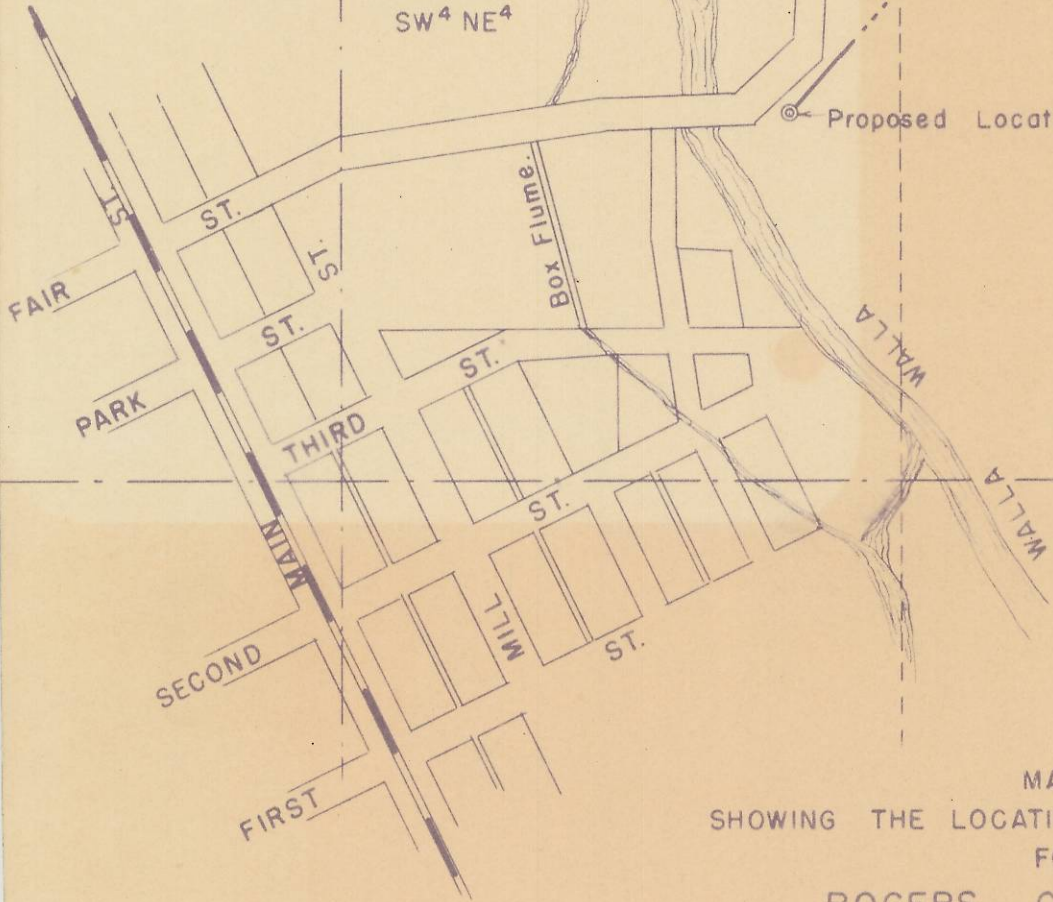 SW⁴ NE⁴
Proposed Locat
ST.
ST.
FAIR
ST.
Box Flume.
ST.
WALLA
ST.
PARK
THIRD
ST.
WALLA
MAIN
MILL
ST.
SECOND
FIRST
MA
SHOWING THE LOCATI
F
ROGERS